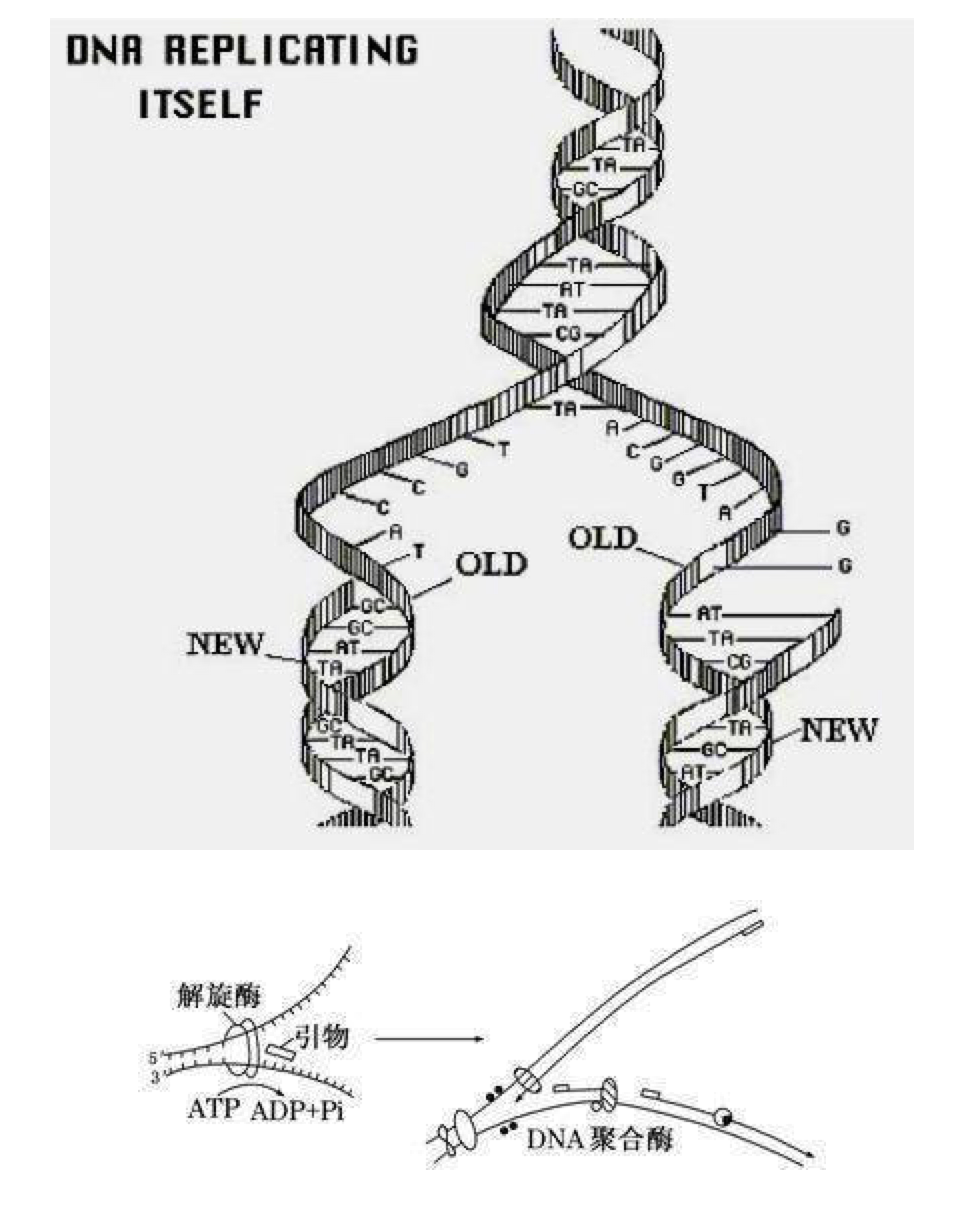 DNA REPLICATING
ITSELF
TA
TA
GC
TA
AT
TA
CG
TA
A
T
C
G
G
C
G
C
T
C
A
A
T
G
G
OLD
OLD
GC
GC
AT
TA
NEW
AT
TA
CG
GC
TA
TA
GC
TA
GC
AT
NEW
解旋酶
引物
5'
3'
ATP ADP+Pi
DNA聚合酶